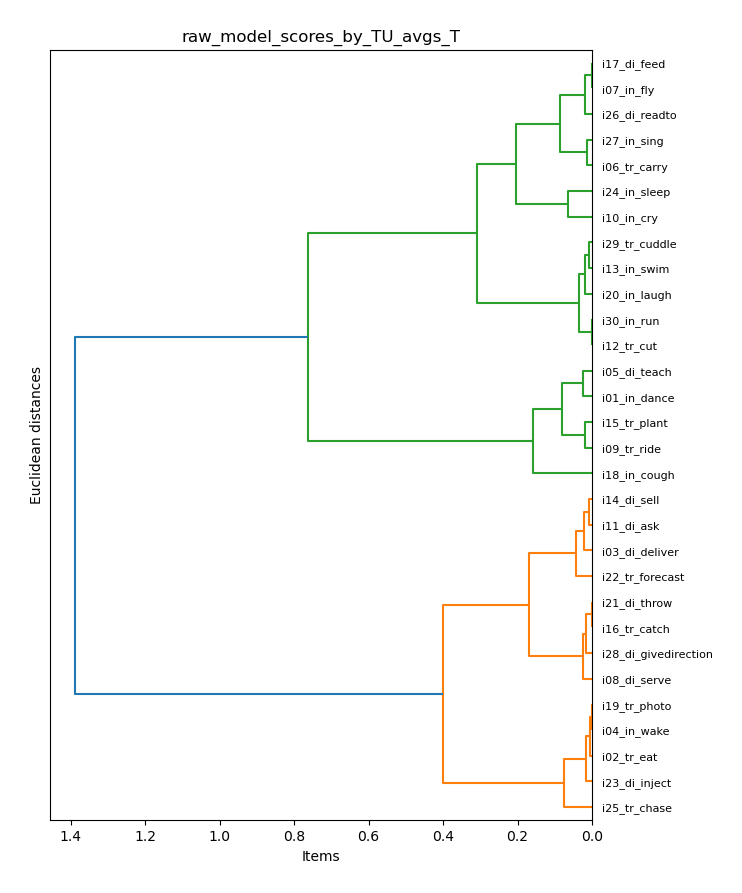 raw_model_scores_by_TU_avgs_T
i17_di_feed
i07_in_fly
i26_di_readto
i27_in_sing
i06_tr_carry
i24_in_sleep
i10_in_cry
i29_tr_cuddle
i13_in_swim
i20_in_laugh
i30_in_run
i12_tr_cut
i05_di_teach
i01_in_dance
i15_tr_plant
i09_tr_ride
i18_in_cough
i14_di_sell
i11_di_ask
i03_di_deliver
i22_tr_forecast
i21_di_throw
i16_tr_catch
i28_di_givedirection
i08_di_serve
i19_tr_photo
i04_in_wake
i02_tr_eat
i23_di_inject
i25_tr_chase
Euclidean distances
1.4 1.2 1.0 0.8 0.6 0.4 0.2 0.0
Items